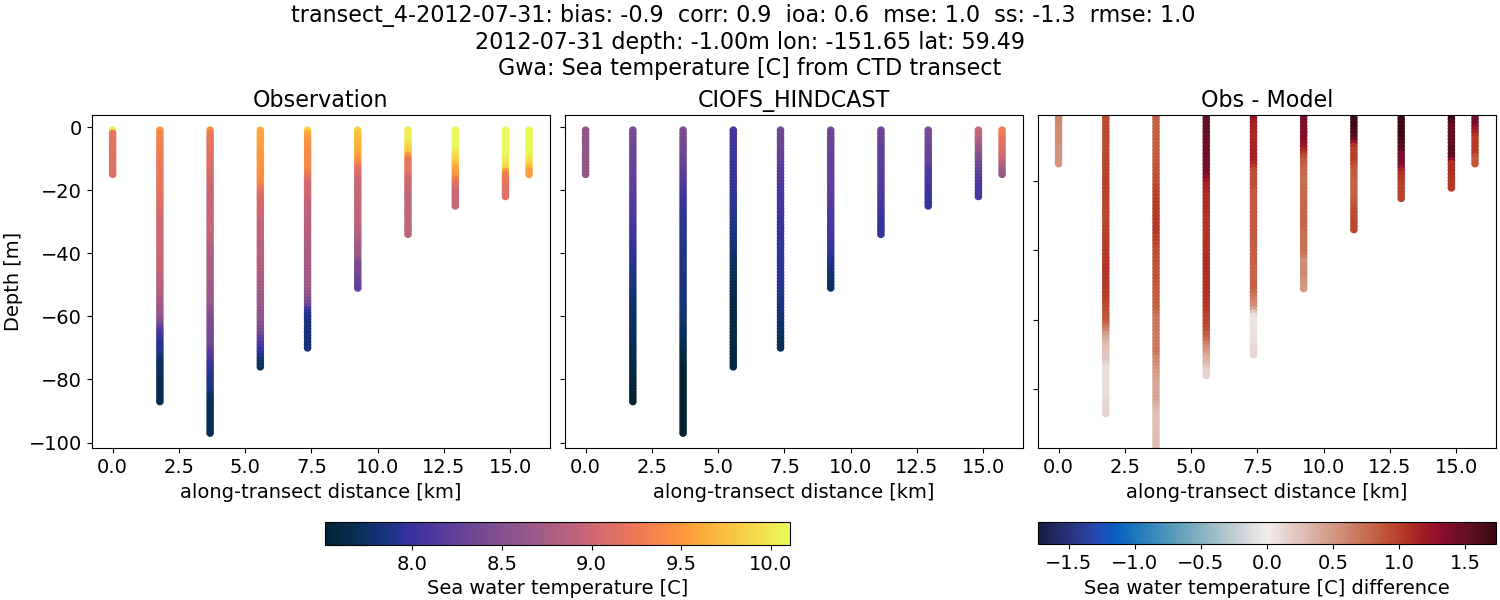 transect_4-2012-07-31: bias: -0.9  corr: 0.9  ioa: 0.6  mse: 1.0  ss: -1.3  rmse: 1.0
2012-07-31 depth: -1.00m lon: -151.65 lat: 59.49
Gwa: Sea temperature [C] from CTD transect
Observation
CIOFS_HINDCAST
Obs - Model
Depth [m]
0
−20
−40
−60
−80
−100
0.0 2.5 5.0 7.5 10.0 12.5 15.0
0.0 2.5 5.0 7.5 10.0 12.5 15.0
0.0 2.5 5.0 7.5 10.0 12.5 15.0
along-transect distance [km]
along-transect distance [km]
along-transect distance [km]
8.0 8.5 9.0 9.5 10.0
Sea water temperature [C]
−1.5 −1.0 −0.5 0.0 0.5 1.0 1.5
Sea water temperature [C] difference